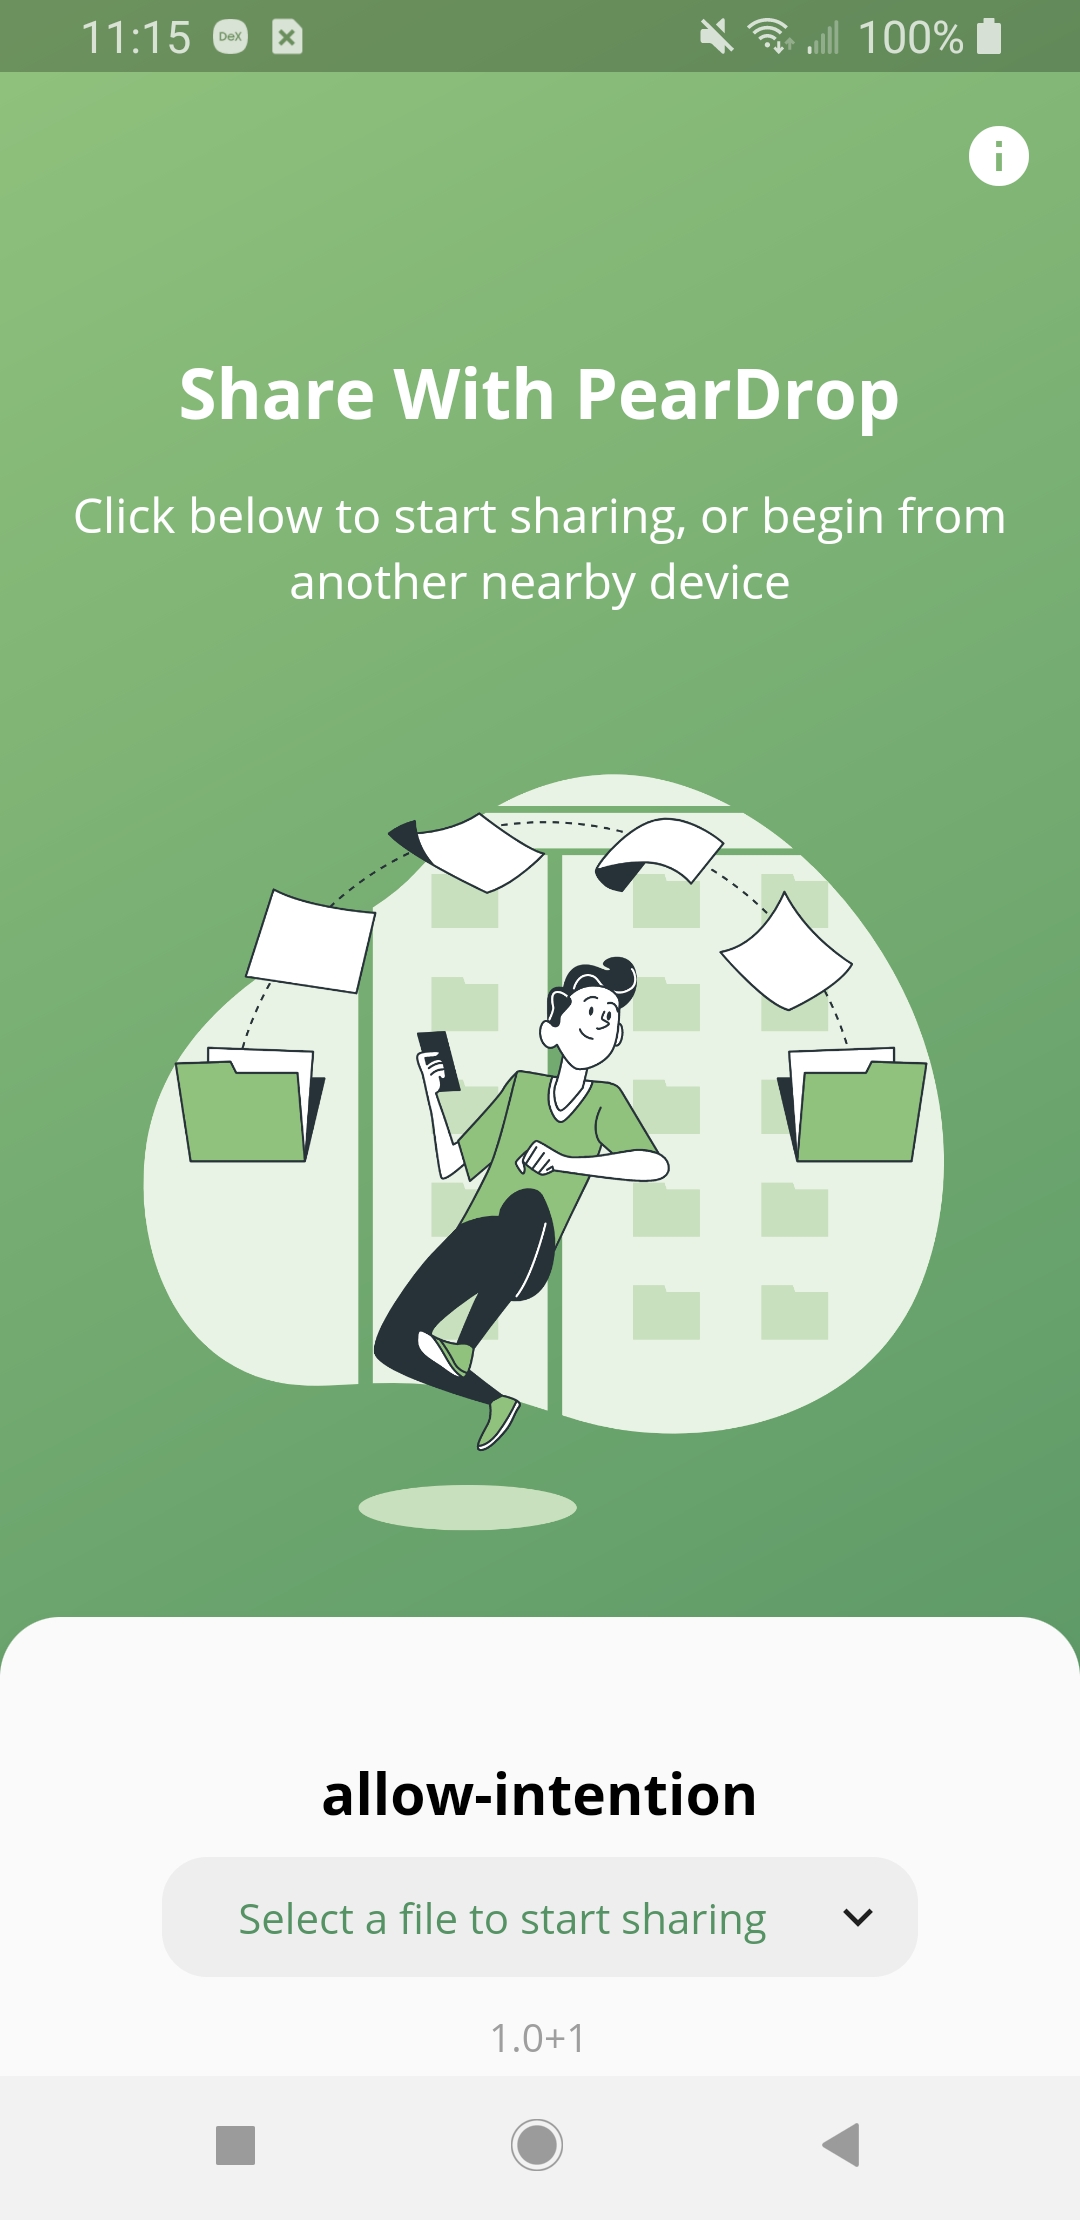 11:15 DeX 100%
Share With PearDrop
Click below to start sharing, or begin from
another nearby device
allow-intention
Select a file to start sharing
1.0+1